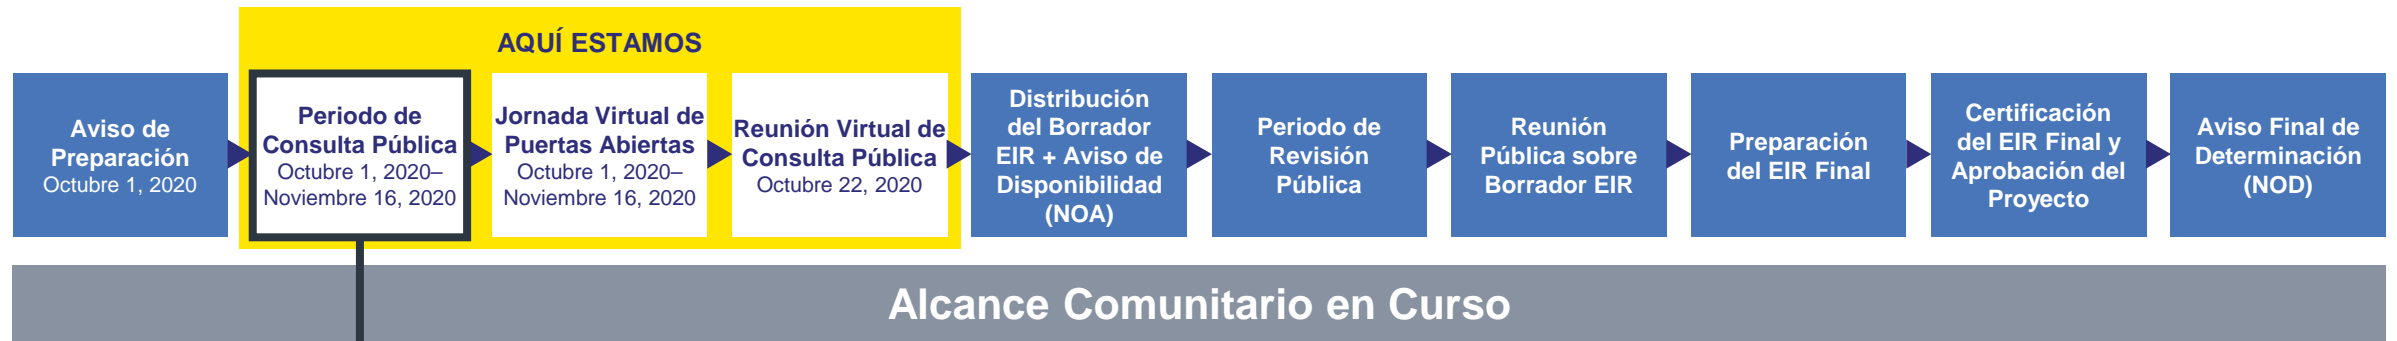 AQUÍ ESTAMOS
Aviso de
Preparación
Octubre 1, 2020
Periodo de
Consulta Pública
Octubre 1, 2020–
Noviembre 16, 2020
Jornada Virtual de
Puertas Abiertas
Octubre 1, 2020–
Noviembre 16, 2020
Reunión Virtual de
Consulta Pública
Octubre 22, 2020
Distribución
del Borrador
EIR + Aviso de
Disponibilidad
(NOA)
Periodo de
Revisión
Pública
Reunión
Pública sobre
Borrador EIR
Preparación
del EIR Final
Certificación
del EIR Final y
Aprobación del
Proyecto
Aviso Final de
Determinación
(NOD)
Alcance Comunitario en Curso